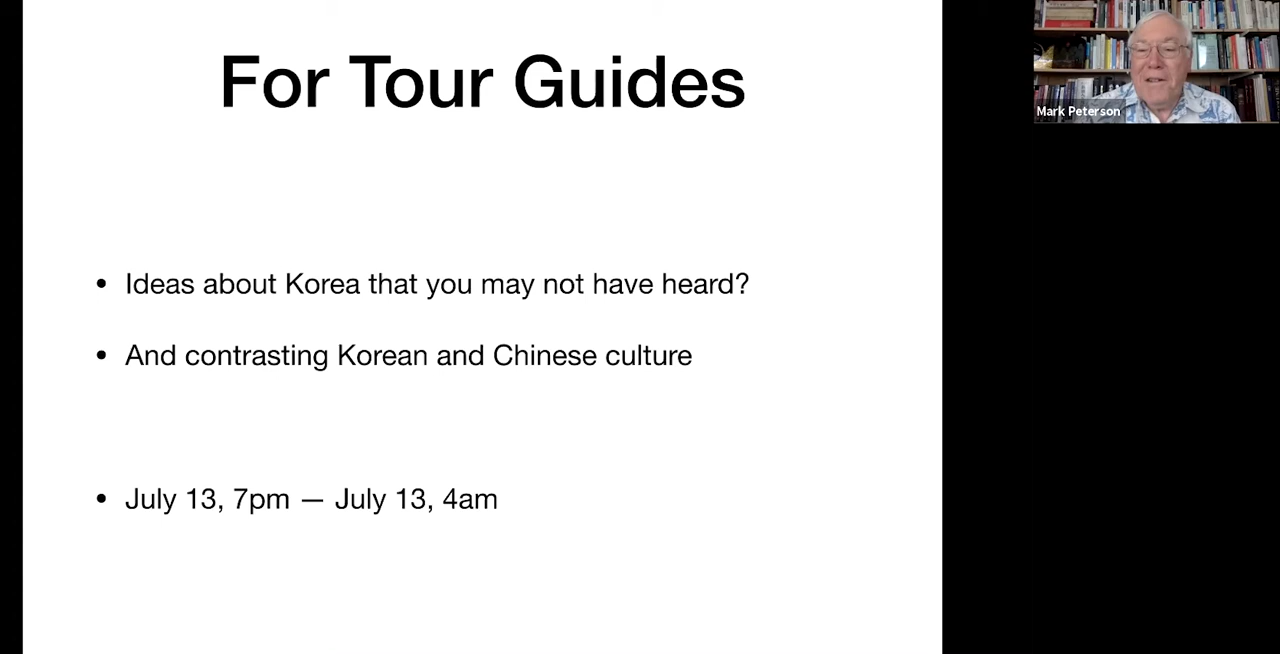 For Tour Guides
• Ideas about Korea that you may not have heard?
• And contrasting Korean and Chinese culture
• July 13, 7pm — July 13, 4am
Mark Peterson